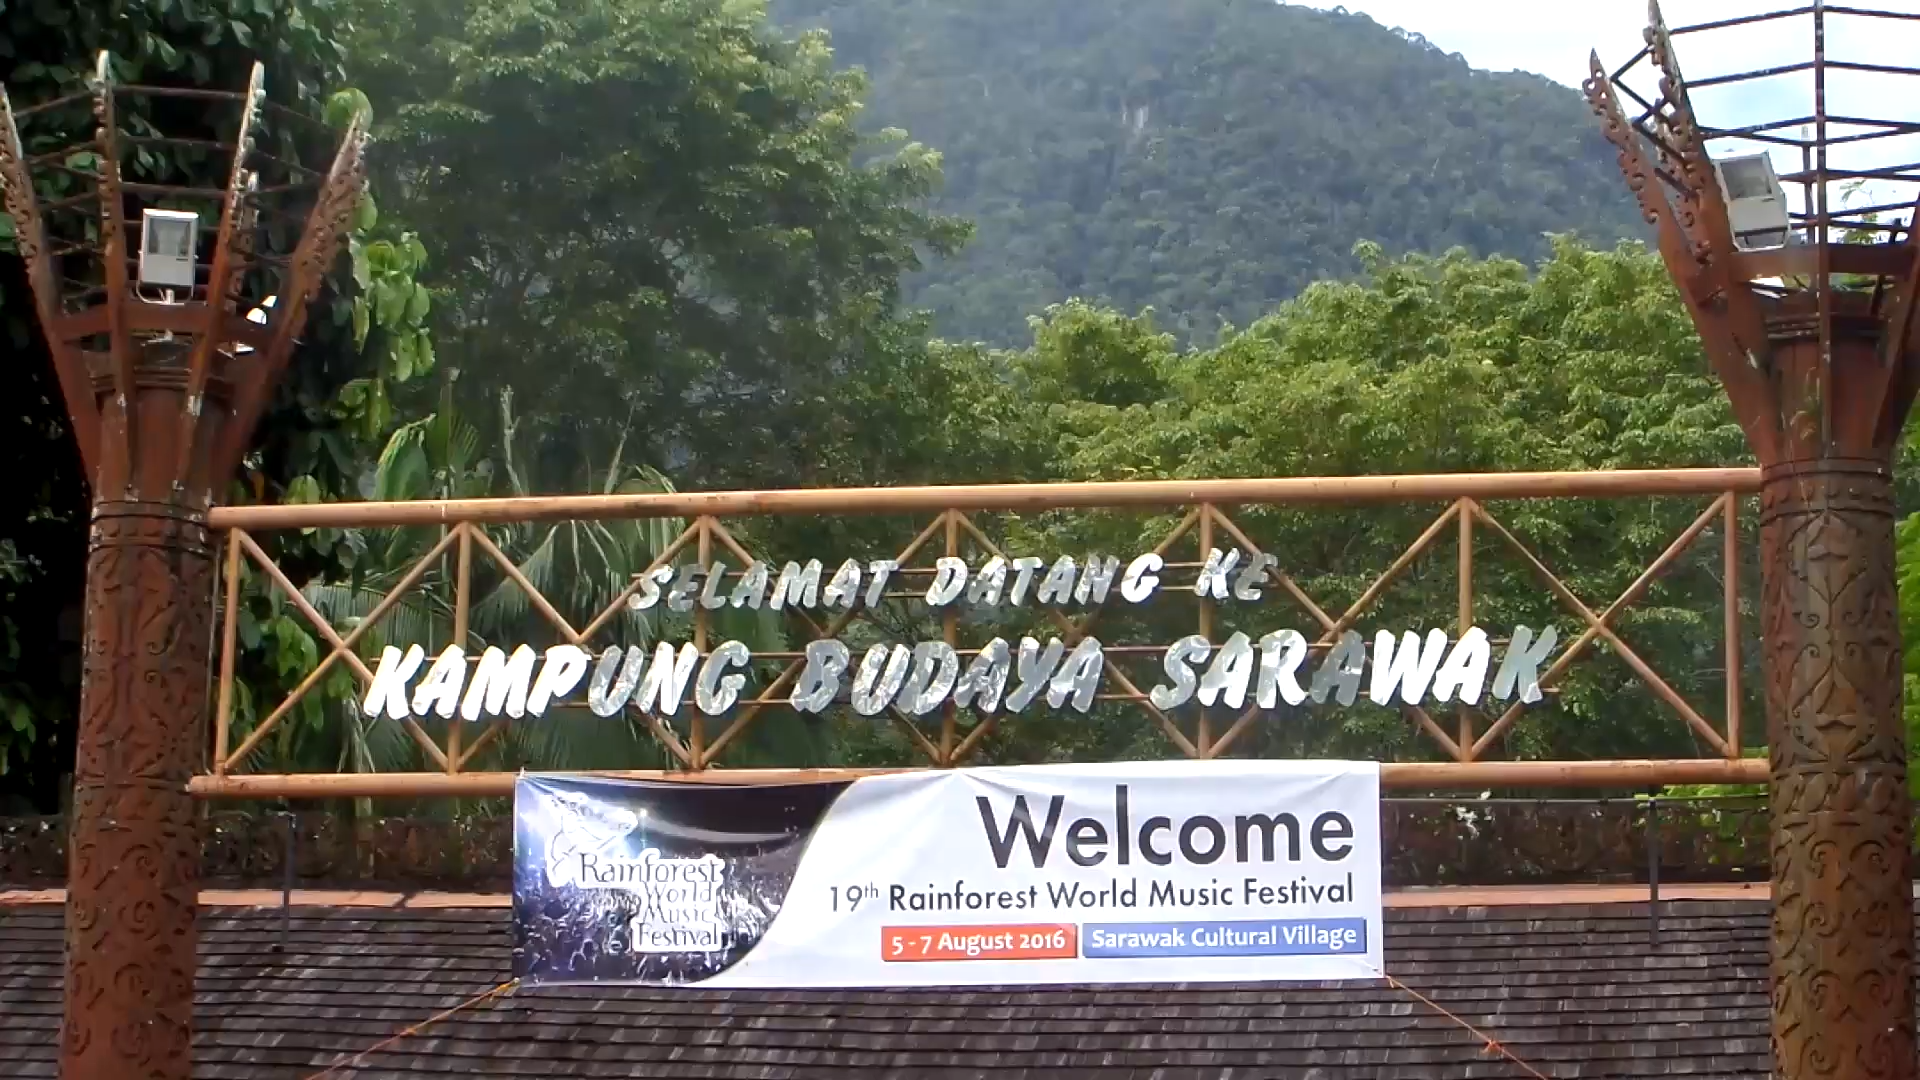 SELAMAT DATANG KE
KAMPUNG BUDAYA SARAWAK
Rainforest
World
Music
Festival
Welcome
19th Rainforest World Music Festival
5 - 7 August 2016 Sarawak Cultural Village